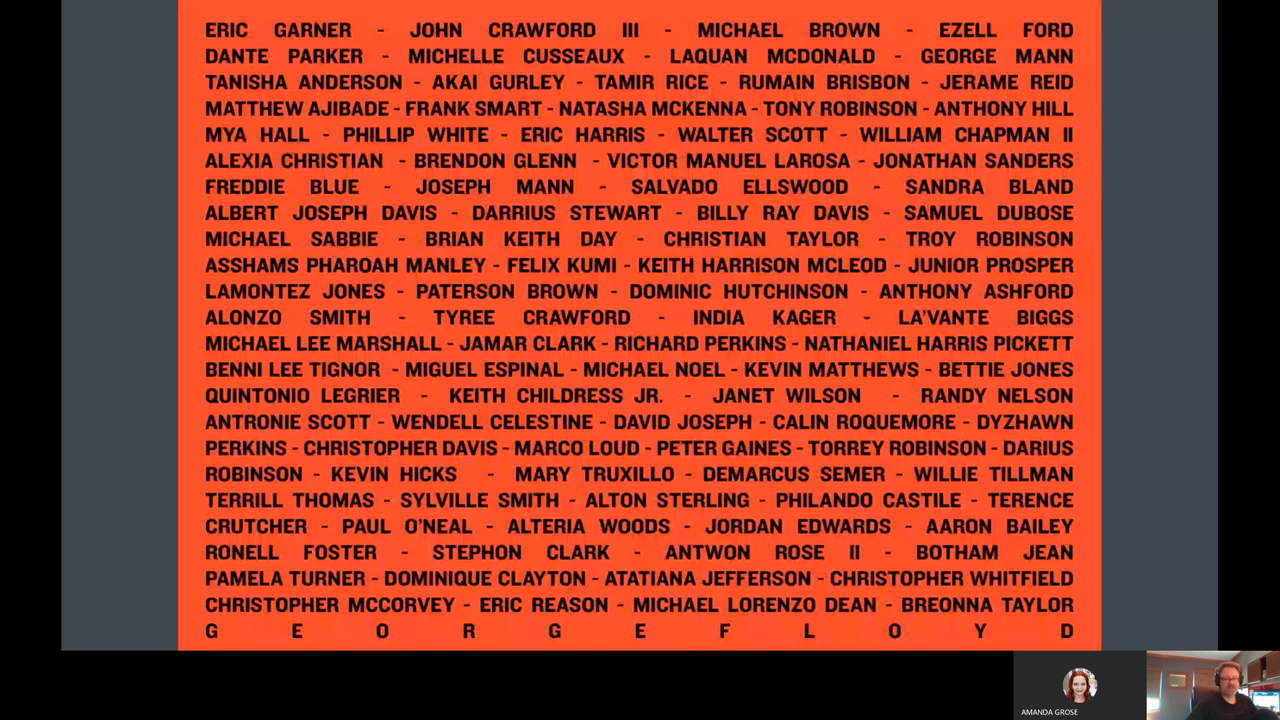 ERIC GARNER - JOHN CRAWFORD III - MICHAEL BROWN - EZELL FORD
DANTE PARKER - MICHELLE CUSSEAUX - LAQUAN MCDONALD - GEORGE MANN
TANISHA ANDERSON - AKAI GURLEY - TAMIR RICE - RUMAIN BRISBON - JERAME REID
MATTHEW AJIBADE - FRANK SMART - NATASHA MCKENNA - TONY ROBINSON - ANTHONY HILL
MYA HALL - PHILLIP WHITE - ERIC HARRIS - WALTER SCOTT - WILLIAM CHAPMAN II
ALEXIA CHRISTIAN - BRENDON GLENN - VICTOR MANUEL LAROSA - JONATHAN SANDERS
FREDDIE BLUE - JOSEPH MANN - SALVADO ELLSWOOD - SANDRA BLAND
ALBERT JOSEPH DAVIS - DARRIUS STEWART - BILLY RAY DAVIS - SAMUEL DUBOSE
MICHAEL SABBIE - BRIAN KEITH DAY - CHRISTIAN TAYLOR - TROY ROBINSON
ASSHAMS PHAROAH MANLEY - FELIX KUMI - KEITH HARRISON MCLEOD - JUNIOR PROSPER
LAMONTEZ JONES - PATERSON BROWN - DOMINIC HUTCHINSON - ANTHONY ASHFORD
ALONZO SMITH - TYREE CRAWFORD - INDIA KAGER - LA'VANTE BIGGS
MICHAEL LEE MARSHALL - JAMAR CLARK - RICHARD PERKINS - NATHANIEL HARRIS PICKETT
BENNI LEE TIGNOR - MIGUEL ESPINAL - MICHAEL NOEL - KEVIN MATTHEWS - BETTIE JONES
QUINTONIO LEGRIER - KEITH CHILDRESS JR. - JANET WILSON - RANDY NELSON
ANTRONIE SCOTT - WENDELL CELESTINE - DAVID JOSEPH - CALIN ROQUEMORE - DYZHAWN
PERKINS - CHRISTOPHER DAVIS - MARCO LOUD - PETER GAINES - TORREY ROBINSON - DARIUS
ROBINSON - KEVIN HICKS - MARY TRUXILLO - DEMARCUS SEMER - WILLIE TILLMAN
TERRILL THOMAS - SYLVILLE SMITH - ALTON STERLING - PHILANDO CASTILE - TERENCE
CRUTCHER - PAUL O'NEAL - ALTERIA WOODS - JORDAN EDWARDS - AARON BAILEY
RONELL FOSTER - STEPHON CLARK - ANTWON ROSE II - BOTHAM JEAN
PAMELA TURNER - DOMINIQUE CLAYTON - ATATIANA JEFFERSON - CHRISTOPHER WHITFIELD
CHRISTOPHER MCCORVEY - ERIC REASON - MICHAEL LORENZO DEAN - BREONNA TAYLOR
G E O R G E F L O Y D
AMANDA GROSE